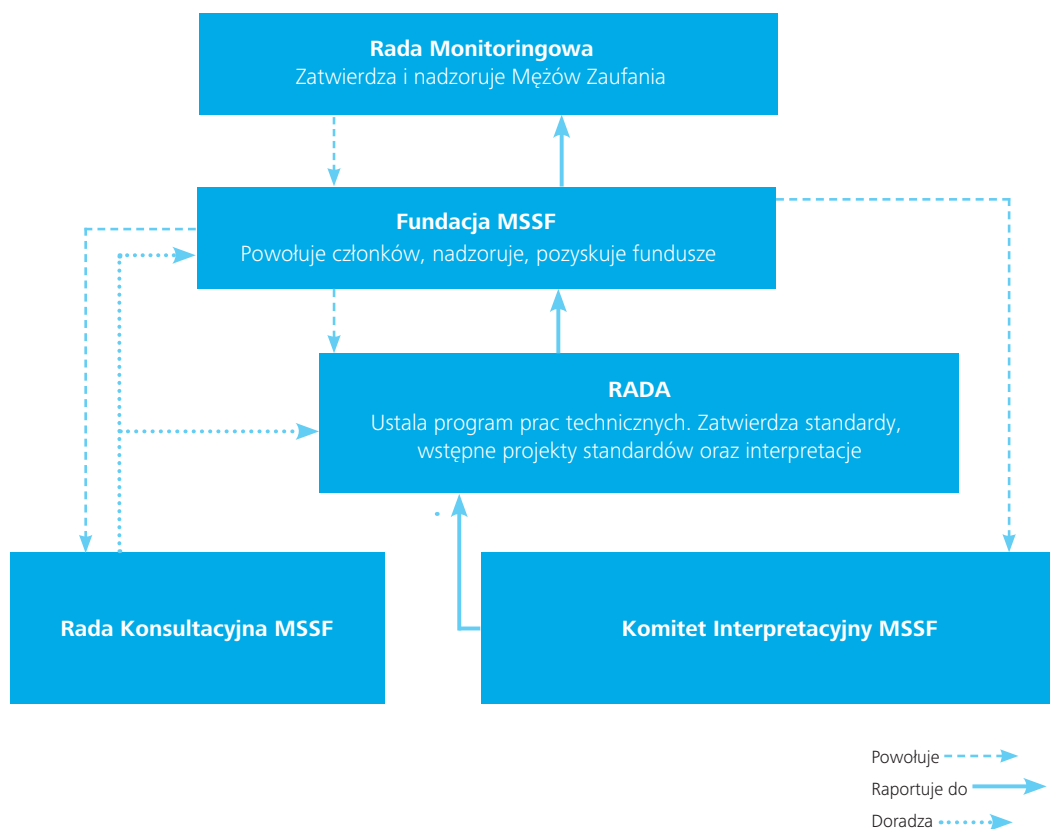 Rada Monitoringowa
Zatwierdza i nadzoruje Mężów Zaufania
Fundacja MSSF
Powołuje członków, nadzoruje, pozyskuje fundusze
RADA
Ustala program prac technicznych. Zatwierdza standardy,
wstępne projekty standardów oraz interpretacje
Rada Konsultacyjna MSSF
Komitet Interpretacyjny MSSF
Powołuje
Raportuje do
Doradza